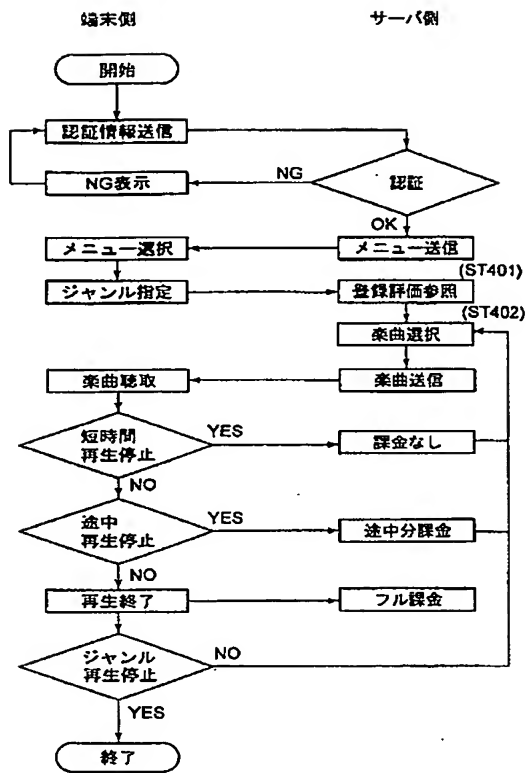 端末側
サーバ側
開始
認証情報送信
NG表示
NG
認証
OK
メニュー選択
メニュー送信
(ST401)
ジャンル指定
登録評価参照
(ST402)
楽曲選択
楽曲聴取
楽曲送信
短時間
再生停止
YES
課金なし
NO
途中
再生停止
YES
途中分課金
NO
再生終了
フル課金
ジャンル
再生停止
NO
YES
終了